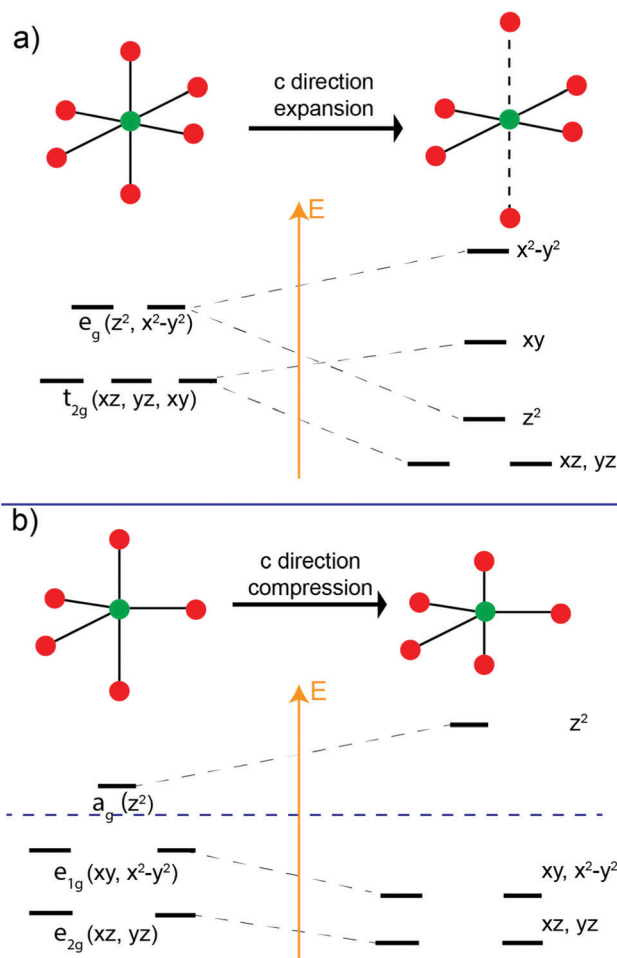 a)
c direction
expansion
E
x²-y²
e_g (z², x²-y²)
xy
t_2g (xz, yz, xy)
z²
xz, yz
b)
c direction
compression
E
z²
a_g (z²)
e_1g (xy, x²-y²)
xy, x²-y²
e_2g (xz, yz)
xz, yz